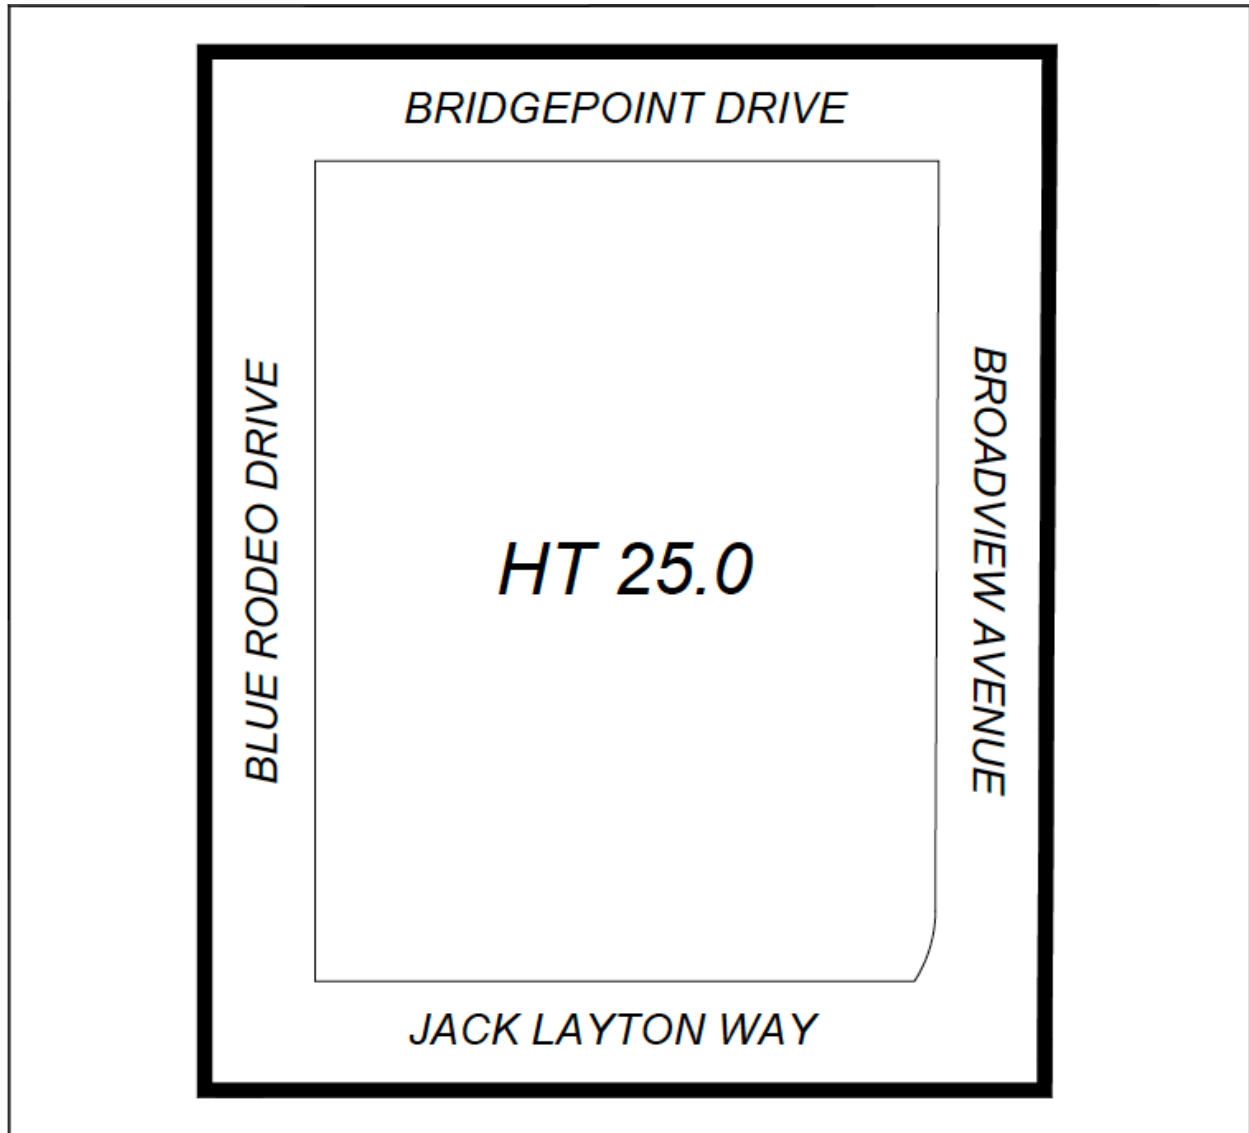 BRIDGEPOINT DRIVE
BLUE RODEO DRIVE
HT 25.0
BROADVIEW AVENUE
JACK LAYTON WAY